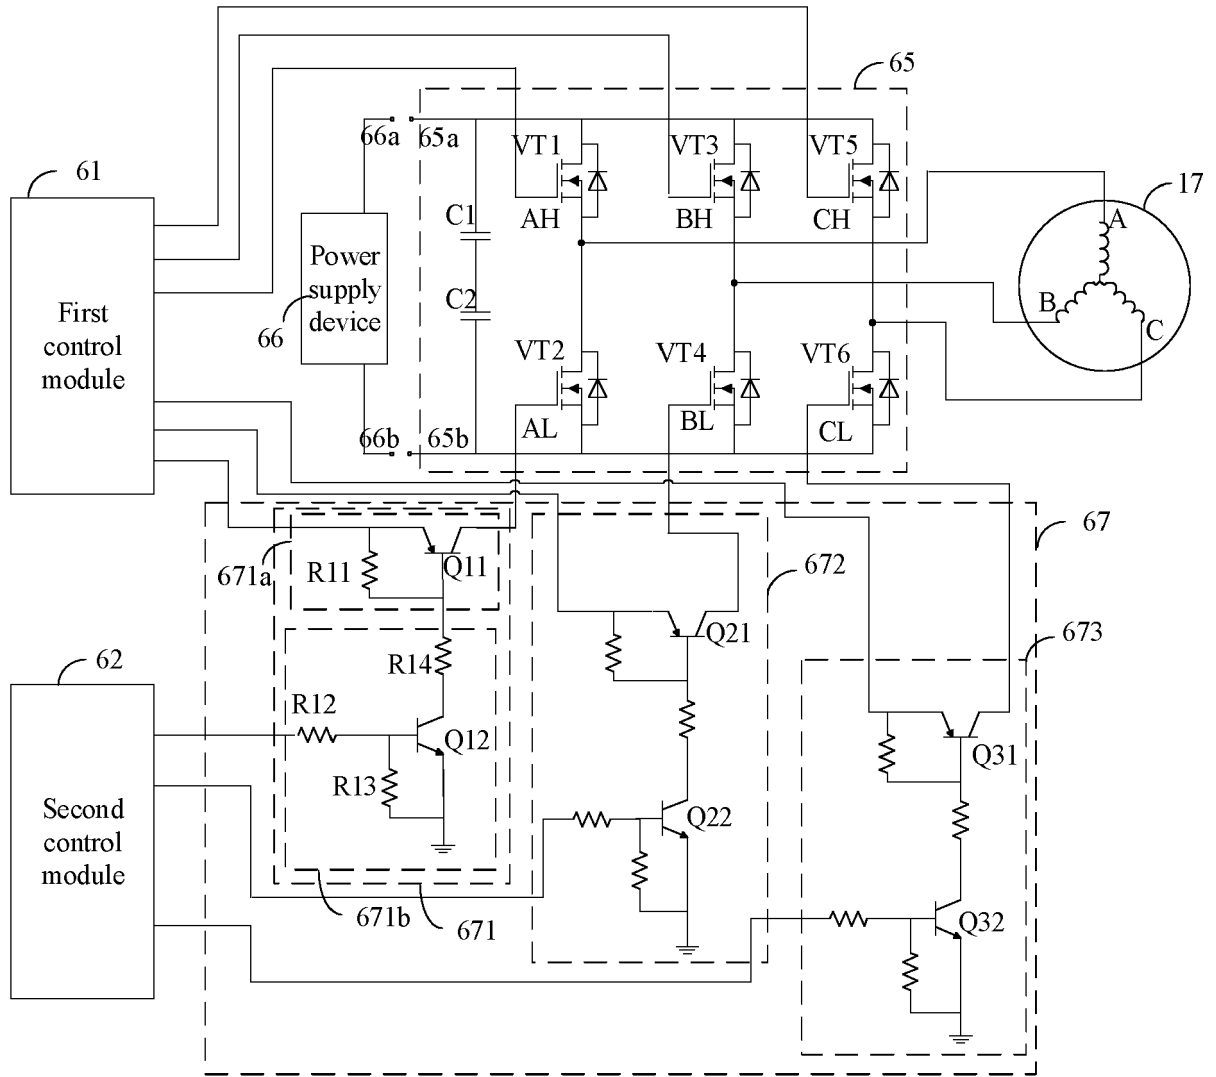 65
66a
65a
VT1
VT3
VT5
61
17
C1
AH
BH
CH
A
Power
supply
device
66
First
control
module
C2
B
C
VT2
VT4
VT6
AL
BL
CL
66b
65b
67
671a
R11
Q11
672
Q21
673
62
R14
R12
Q12
R13
Q31
Second
control
module
Q22
671b
671
Q32